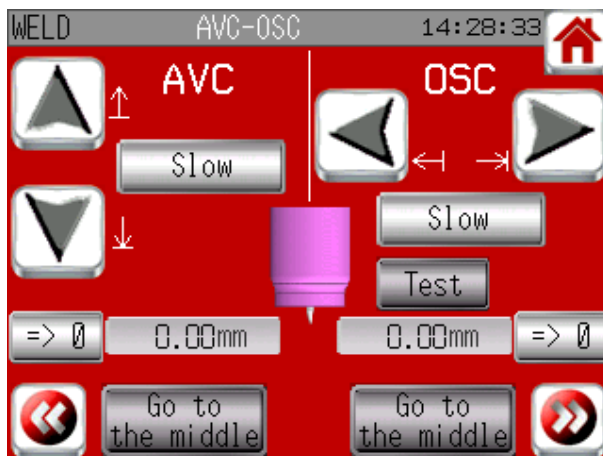 WELD AVC-OSC 14:28:33
AVC OSC
Slow
Slow
Test
=> 0 0.00mm 0.00mm => 0
Go to the middle Go to the middle